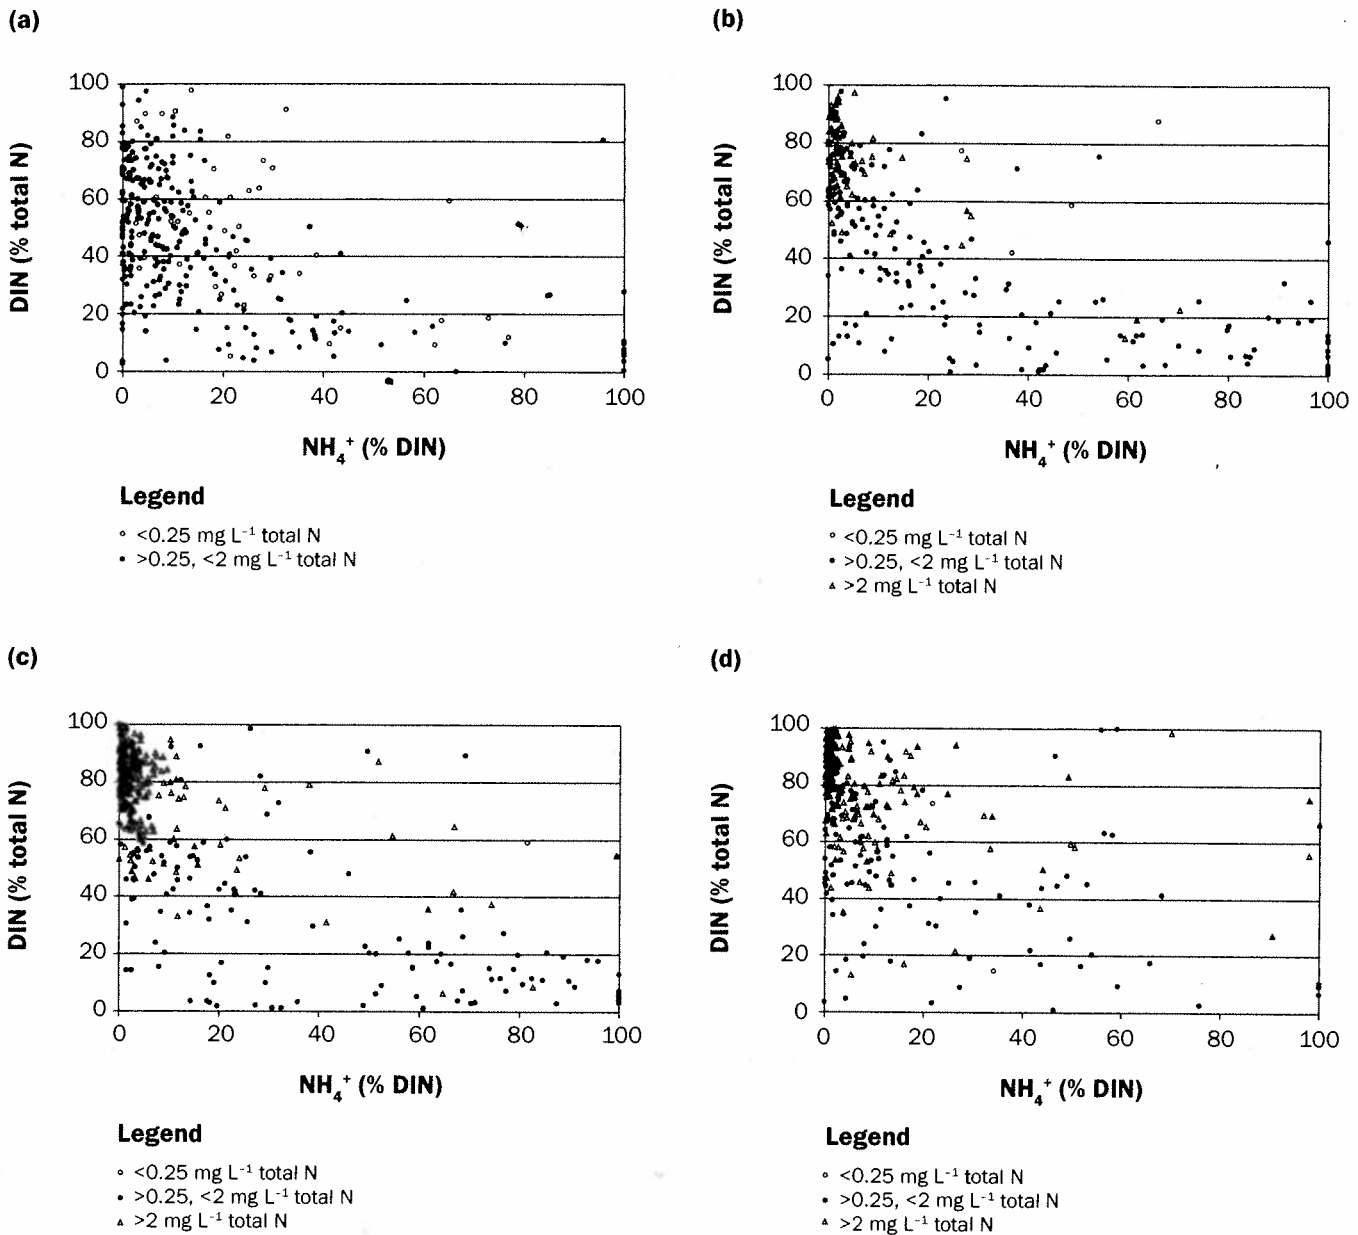 (a)
DIN (% total N)
100
80
60
40
20
0
0 20 40 60 80 100
NH₄⁺ (% DIN)
Legend
<0.25 mg L⁻¹ total N
>0.25, <2 mg L⁻¹ total N
(b)
DIN (% total N)
100
80
60
40
20
0
0 20 40 60 80 100
NH₄⁺ (% DIN)
Legend
<0.25 mg L⁻¹ total N
>0.25, <2 mg L⁻¹ total N
>2 mg L⁻¹ total N
(c)
DIN (% total N)
100
80
60
40
20
0
0 20 40 60 80 100
NH₄⁺ (% DIN)
Legend
<0.25 mg L⁻¹ total N
>0.25, <2 mg L⁻¹ total N
>2 mg L⁻¹ total N
(d)
DIN (% total N)
100
80
60
40
20
0
0 20 40 60 80 100
NH₄⁺ (% DIN)
Legend
<0.25 mg L⁻¹ total N
>0.25, <2 mg L⁻¹ total N
>2 mg L⁻¹ total N